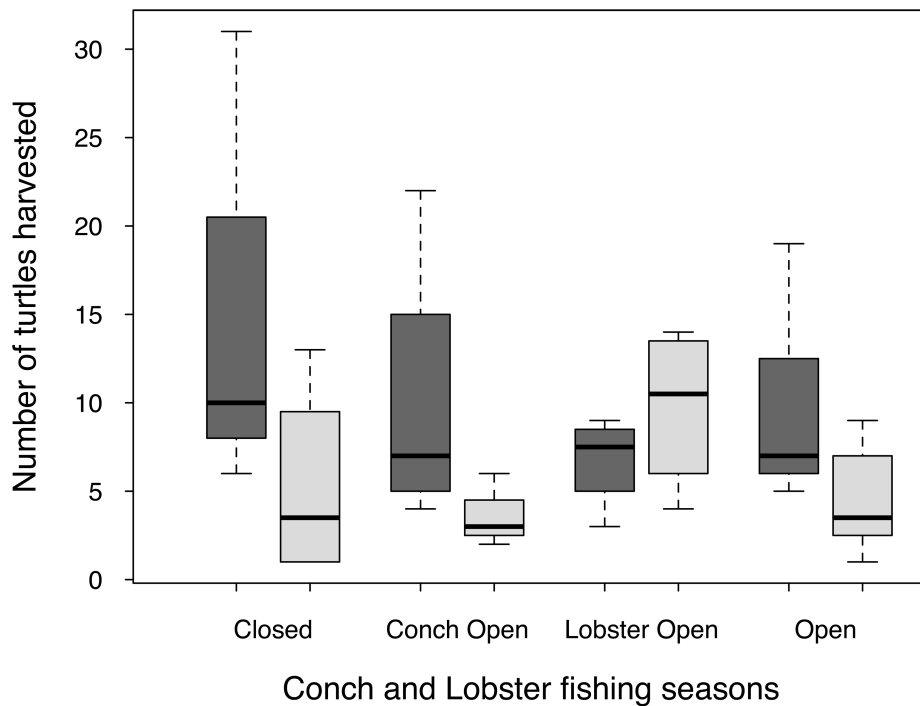 Number of turtles harvested
30
25
20
15
10
5
0
Closed
Conch Open
Lobster Open
Open
Conch and Lobster fishing seasons